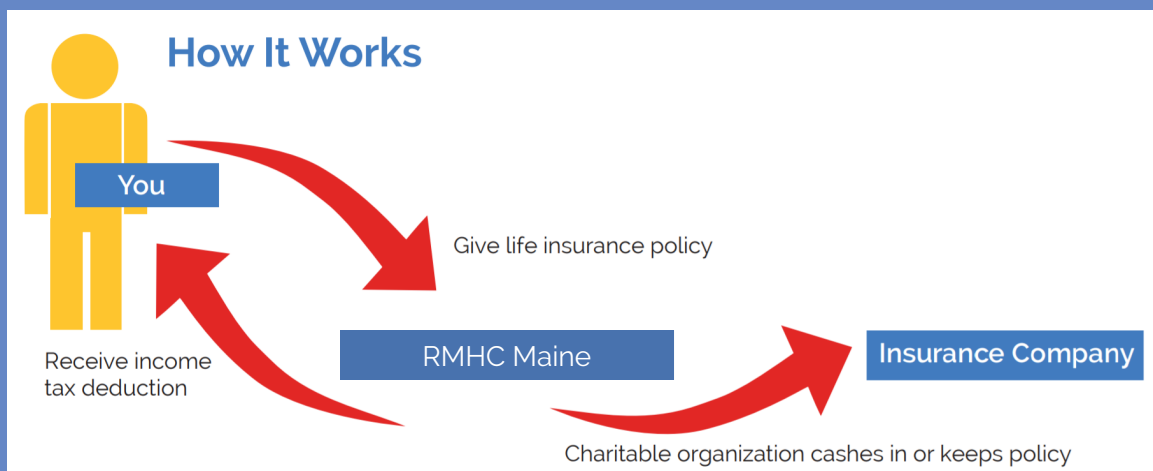 How It Works
You
Give life insurance policy
RMHC Maine
Insurance Company
Receive income
tax deduction
Charitable organization cashes in or keeps policy